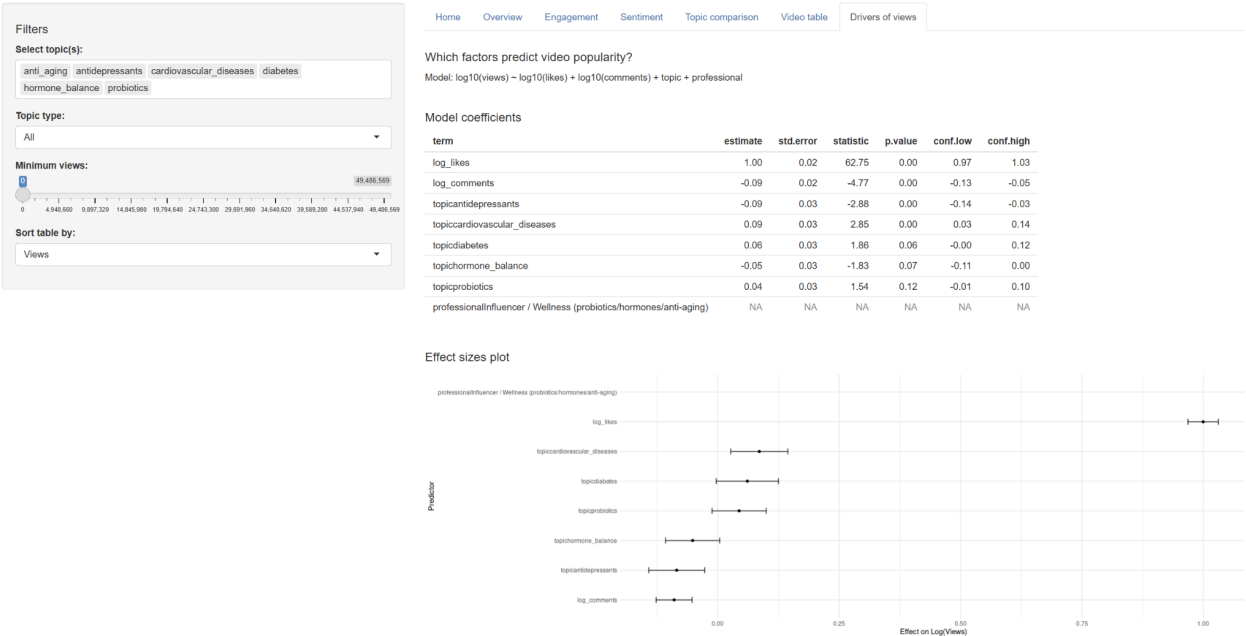 Filters
Select topic(s):
anti_aging antidepressants cardiovascular_diseases diabetes
hormone_balance probiotics
Topic type:
All
Minimum views:
0 49,486,569
0 4,948,660 9,897,320 14,845,980 19,794,640 24,743,300 29,691,960 34,640,620 39,589,280 44,537,940 49,486,569
Sort table by:
Views
Home Overview Engagement Sentiment Topic comparison Video table Drivers of views
Which factors predict video popularity?
Model: log10(views) ~ log10(likes) + log10(comments) + topic + professional
Model coefficients
term estimate std.error statistic p.value conf.low conf.high
log_likes 1.00 0.02 62.75 0.00 0.97 1.03
log_comments -0.09 0.02 -4.77 0.00 -0.13 -0.05
topicantidepressants -0.09 0.03 -2.88 0.00 -0.14 -0.03
topiccardiovascular_diseases 0.09 0.03 2.85 0.00 0.03 0.14
topicdiabetes 0.06 0.03 1.86 0.06 -0.00 0.12
topichormone_balance -0.05 0.03 -1.83 0.07 -0.11 0.00
topicprobiotics 0.04 0.03 1.54 0.12 -0.01 0.10
professionalInfluencer / Wellness (probiotics/hormones/anti-aging) NA NA NA NA NA NA
Effect sizes plot
professionalInfluencer / Wellness (probiotics/hormones/anti-aging)
log_likes
topiccardiovascular_diseases
topicdiabetes
topicprobiotics
topichormone_balance
topicantidepressants
log_comments
Predictor
0.00 0.25 0.50 0.75 1.00
Effect on Log(Views)